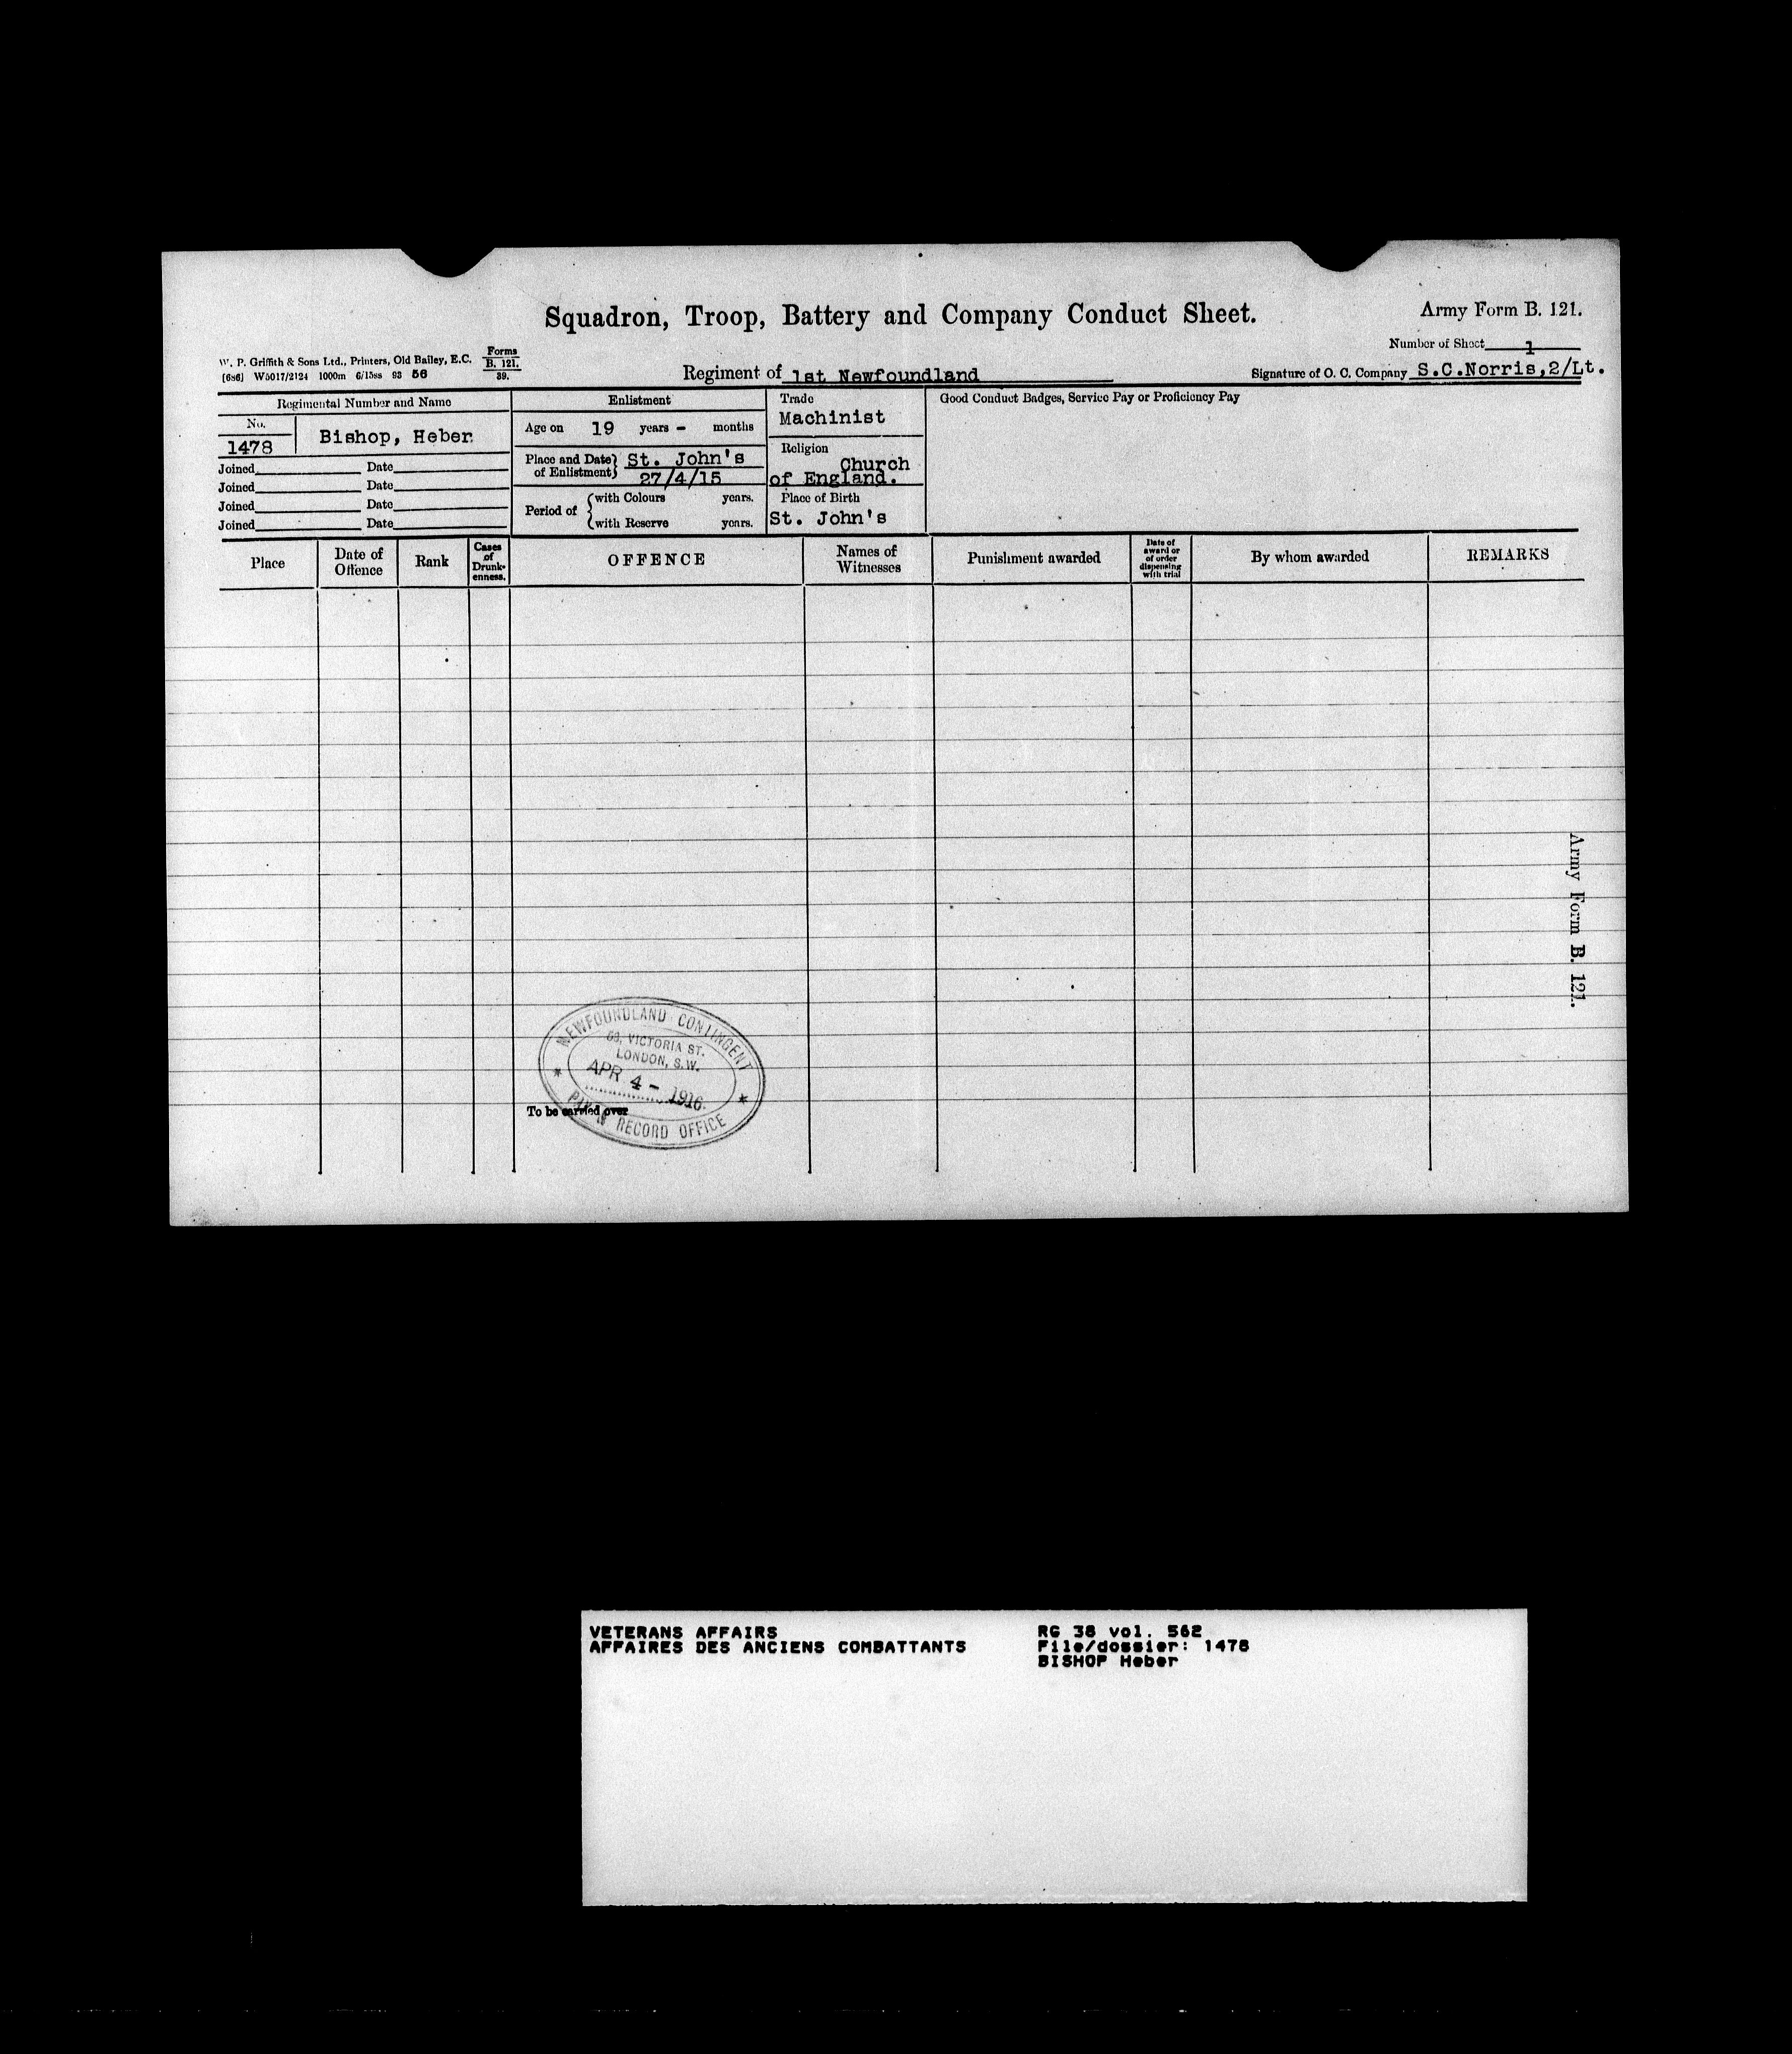 Squadron, Troop, Battery and Company Conduct Sheet.
Army Form B. 121.
Number of Sheet 1
W. P. Griffith & Sons Ltd., Printers, Old Bailey, E.C.
[686] W5017/2124 1000m 6/15ss 93 56
Forms
B. 121.
39.
Regiment of 1st Newfoundland
Signature of O. C. Company S.C.Norris,2/Lt.
Regimental Number and Name
No.
1478
Bishop, Heber.
Joined Date
Joined Date
Joined Date
Joined Date
Enlistment
Age on 19 years - months
Place and Date St. John's
of Enlistment 27/4/15
Period of
with Colours years.
with Reserve years.
Trade
Machinist
Religion
Church
of England.
Place of Birth
St. John's
Good Conduct Badges, Service Pay or Proficiency Pay
Place
Date of
Offence
Rank
Cases
of
Drunk-
enness.
OFFENCE
Names of
Witnesses
Punishment awarded
Date of
award or
of order
dispensing
with trial
By whom awarded
REMARKS
Army Form B. 121.
NEWFOUNDLAND CONTINGENT
58, VICTORIA ST.
LONDON, S.W.
APR 4 - 1916.
PAY & RECORD OFFICE
To be carried over
VETERANS AFFAIRS
AFFAIRES DES ANCIENS COMBATTANTS
RG 38 vol. 562
File/dossier: 1478
BISHOP Heber